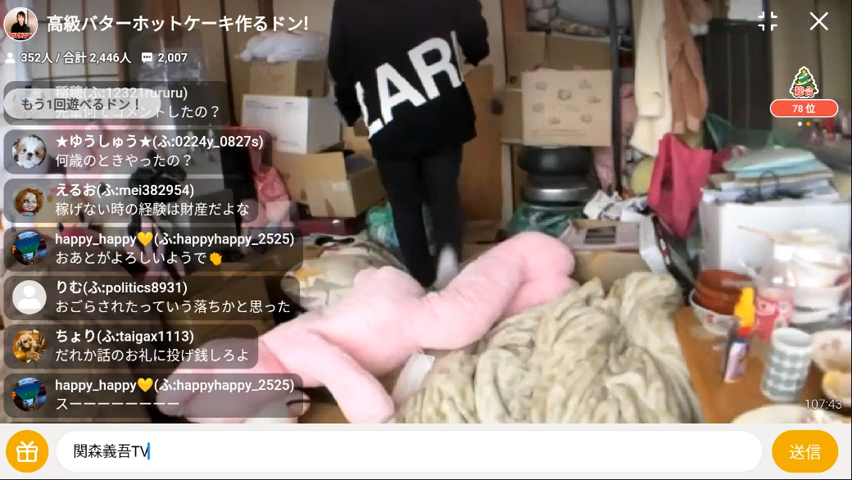 高級バターホットケーキ作るドン!
352人 / 合計 2,446人 2,007
(ふ:12321rururu)
もう1回遊べるドン！
コメントしたの？
総合
78 位
★ゆうしゅう★(ふ:0224y_0827s)
何歳のときやったの？
えるお(ふ:mei382954)
稼げない時の経験は財産だよな
happy_happy💛(ふ:happyhappy_2525)
おあとがよろしいようで👏
りむ(ふ:politics8931)
おごらされたっていう落ちかと思った
ちょり(ふ:taigax1113)
だれか話のお礼に投げ銭しろよ
happy_happy💛(ふ:happyhappy_2525)
スーーーーーーーー
LAR
107:43
関森義吾TV
送信